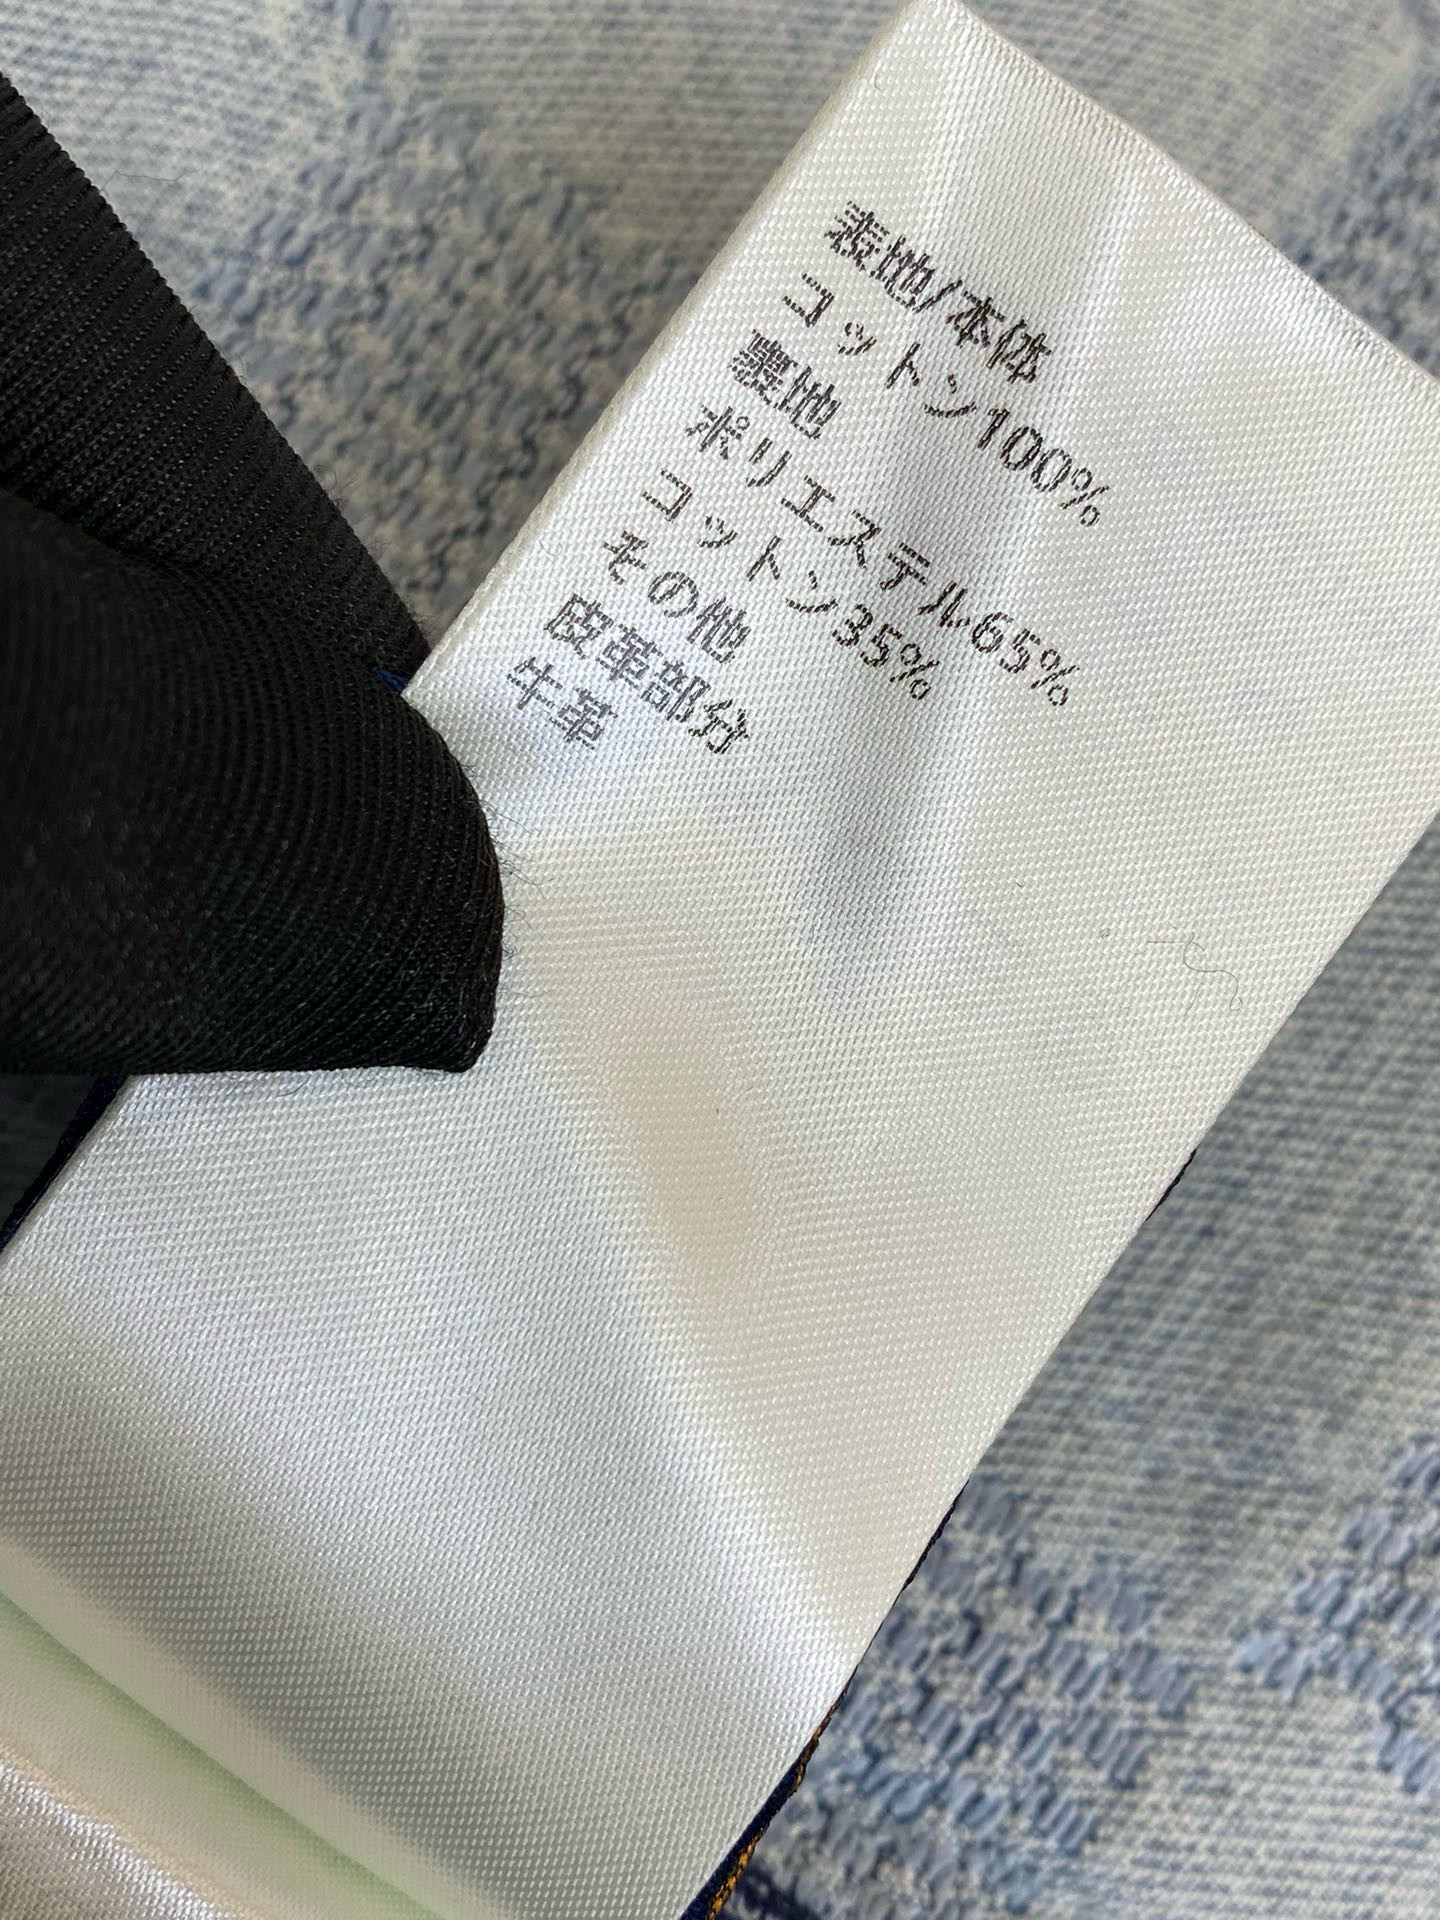 表地/本体
コットン100%
裏地
ポリエステル65%
コットン35%
その他
皮革部分
牛革